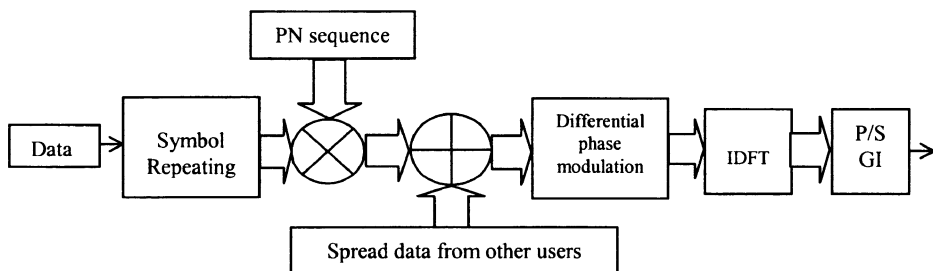 PN sequence
Data
Symbol
Repeating
Differential
phase
modulation
IDFT
P/S
GI
Spread data from other users